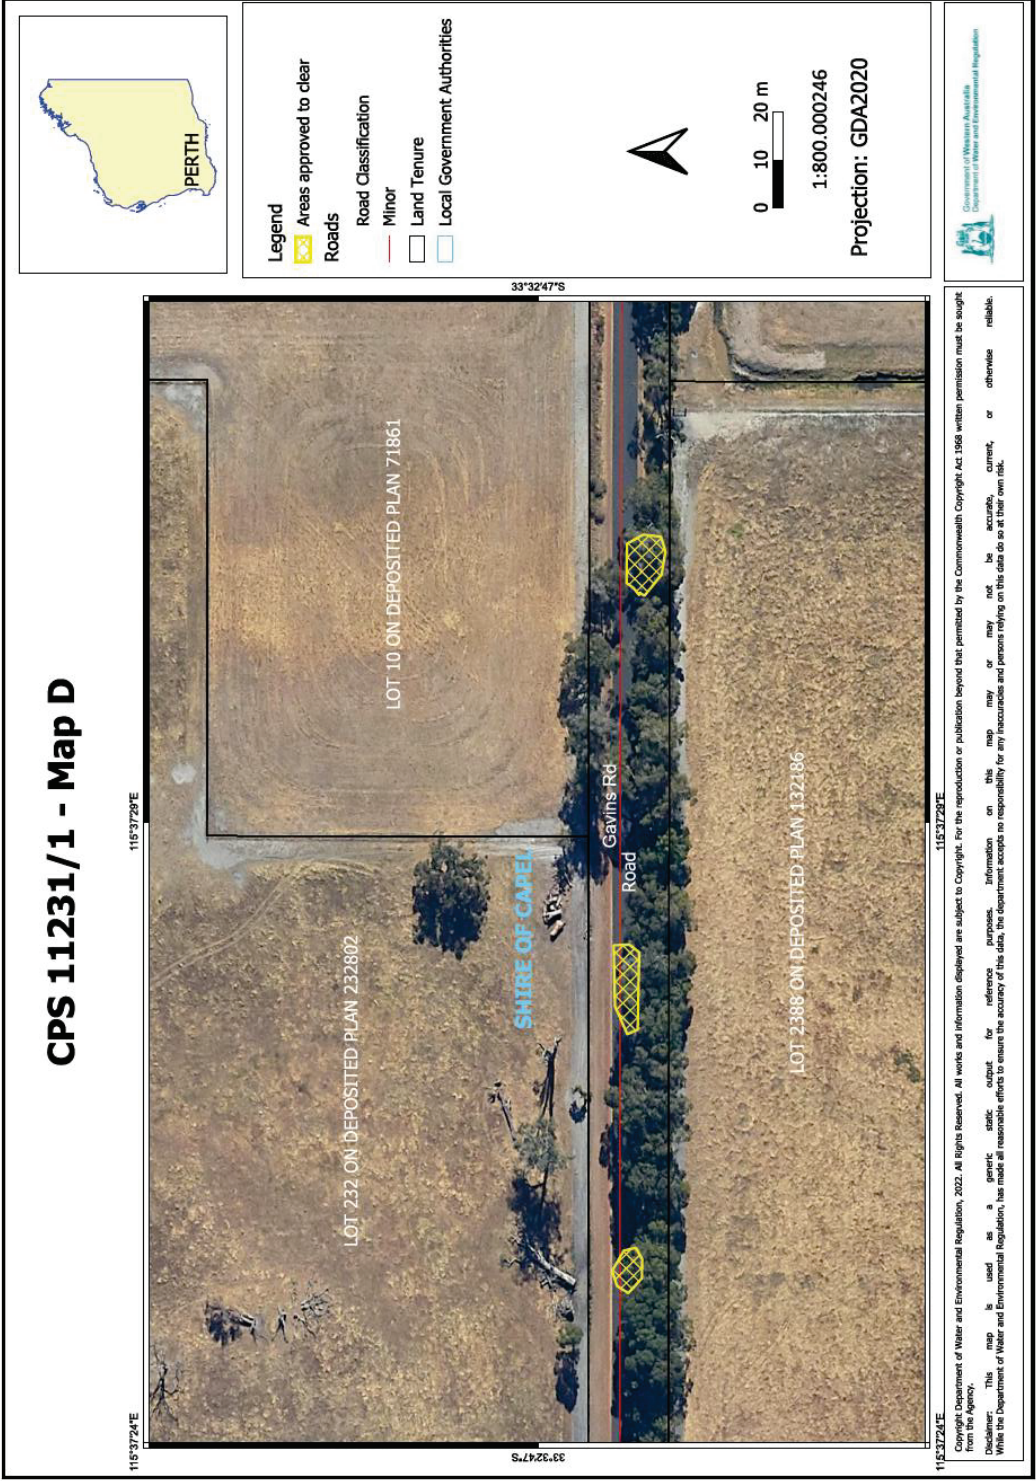 CPS 11231/1 - Map D
115°37'24"E
115°37'29"E
33°32'47"S
33°32'47"S
LOT 232 ON DEPOSITED PLAN 232802
LOT 10 ON DEPOSITED PLAN 71861
SHIRE OF CAPEL
Gavins Rd
Road
LOT 2388 ON DEPOSITED PLAN 132186
115°37'24"E
115°37'29"E
PERTH
Legend
Areas approved to clear
Roads
Road Classification
Minor
Land Tenure
Local Government Authorities
0 10 20 m
1:800.000246
Projection: GDA2020
Copyright Department of Water and Environmental Regulation, 2022. All Rights Reserved. All works and information displayed are subject to Copyright. For the reproduction or publication beyond that permitted by the Commonwealth Copyright Act 1968 written permission must be sought
from the Agency.
Disclaimer: This map is used as a generic static output for reference purposes. Information on this map may or may not be accurate, current, or otherwise reliable.
While the Department of Water and Environmental Regulation, has made all reasonable efforts to ensure the accuracy of this data, the department accepts no responsibility for any inaccuracies and persons relying on this data do so at their own risk.
Government of Western Australia
Department of Water and Environmental Regulation